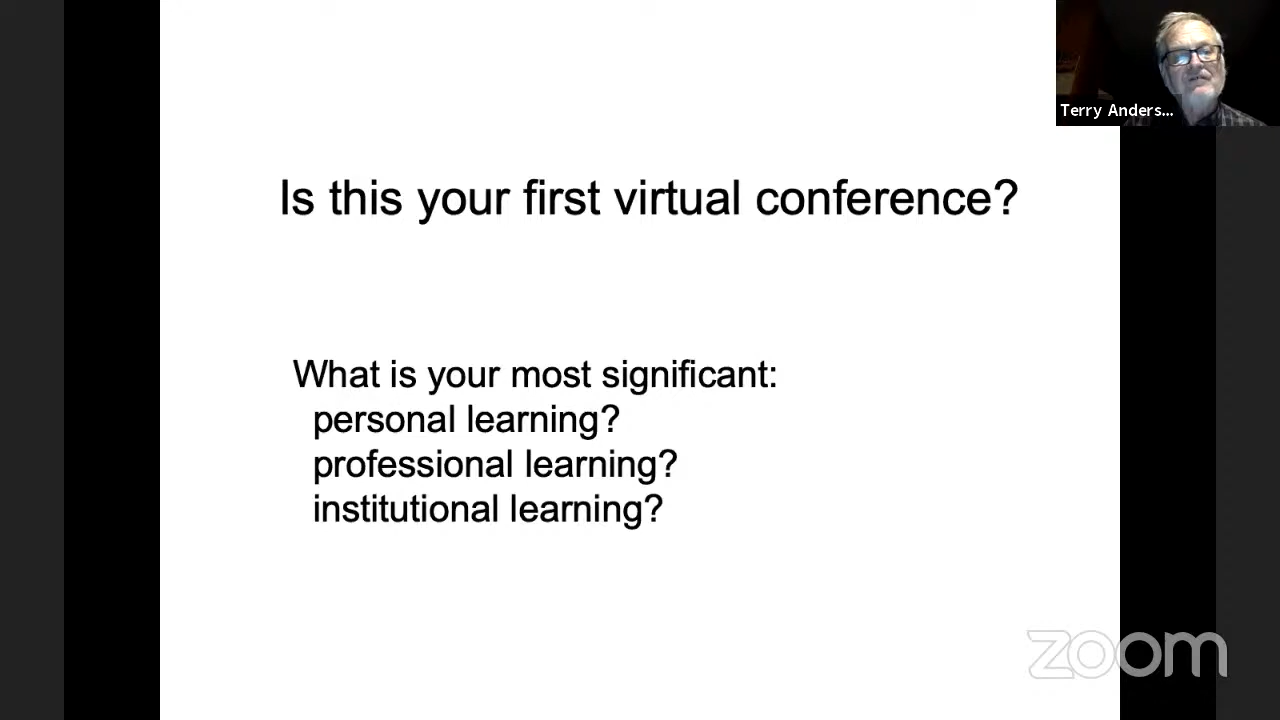 Terry Anders...
Is this your first virtual conference?
What is your most significant:
personal learning?
professional learning?
institutional learning?
zoom